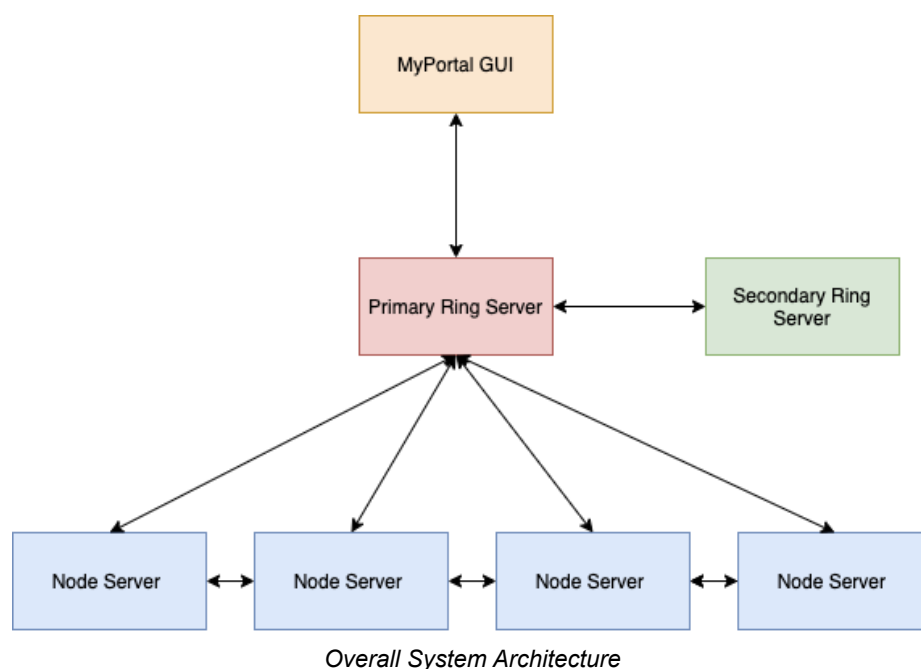 MyPortal GUI
Primary Ring Server
Secondary Ring
Server
Node Server
Node Server
Node Server
Node Server
Overall System Architecture